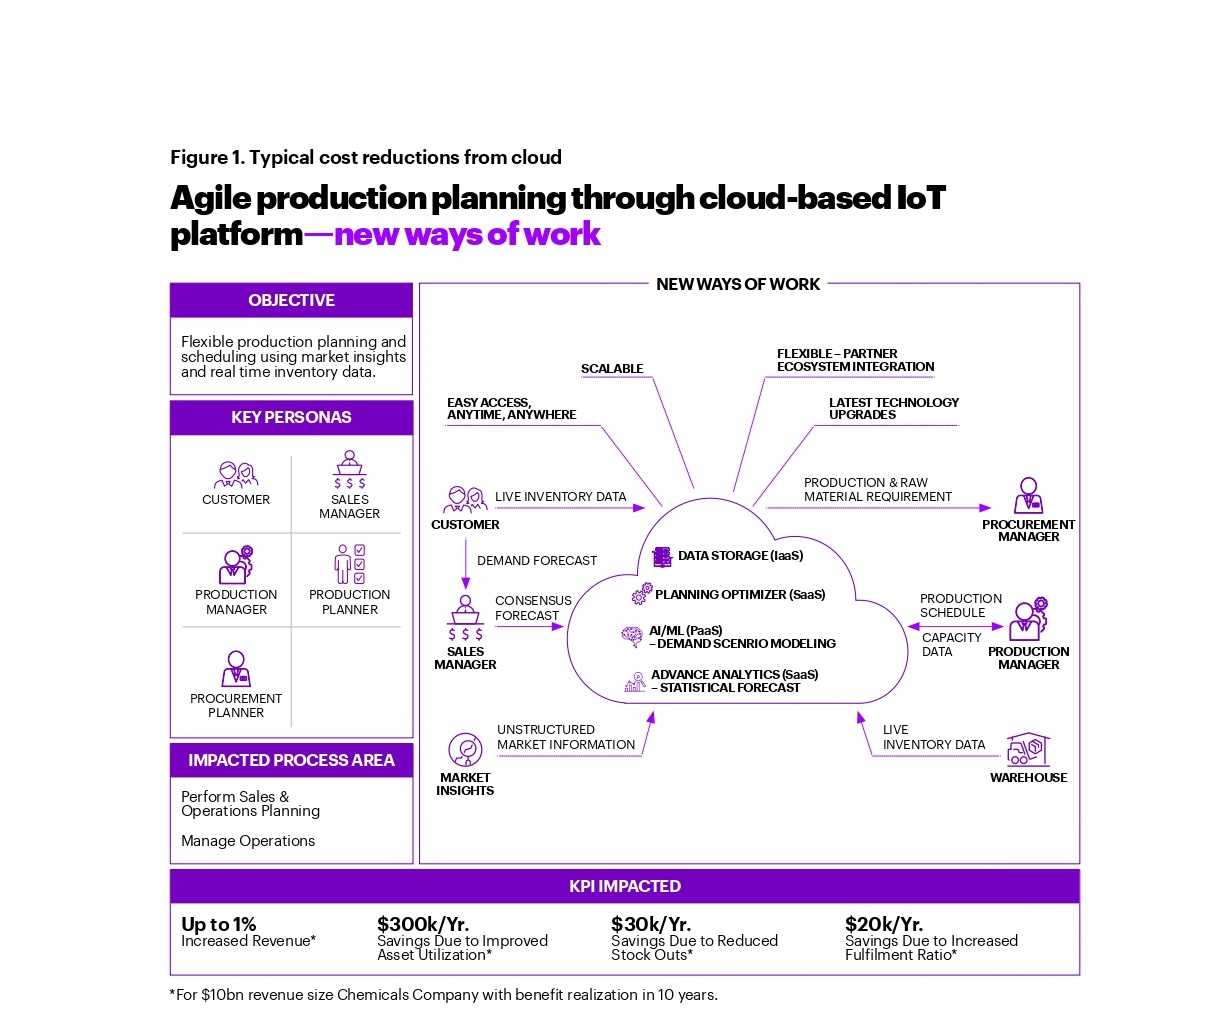 Figure 1. Typical cost reductions from cloud
Agile production planning through cloud-based IoT
platform—new ways of work
OBJECTIVE
Flexible production planning and
scheduling using market insights
and real time inventory data.
KEY PERSONAS
CUSTOMER
SALES
MANAGER
PRODUCTION
MANAGER
PRODUCTION
PLANNER
PROCUREMENT
PLANNER
IMPACTED PROCESS AREA
Perform Sales &
Operations Planning
Manage Operations
NEW WAYS OF WORK
EASY ACCESS,
ANYTIME, ANYWHERE
SCALABLE
FLEXIBLE – PARTNER
ECOSYSTEM INTEGRATION
LATEST TECHNOLOGY
UPGRADES
CUSTOMER
LIVE INVENTORY DATA
DEMAND FORECAST
SALES
MANAGER
CONSENSUS
FORECAST
MARKET
INSIGHTS
UNSTRUCTURED
MARKET INFORMATION
DATA STORAGE (IaaS)
PLANNING OPTIMIZER (SaaS)
AI/ML (PaaS)
– DEMAND SCENRIO MODELING
ADVANCE ANALYTICS (SaaS)
– STATISTICAL FORECAST
PRODUCTION & RAW
MATERIAL REQUIREMENT
PROCUREMENT
MANAGER
PRODUCTION
SCHEDULE
CAPACITY
DATA
PRODUCTION
MANAGER
LIVE
INVENTORY DATA
WAREHOUSE
KPI IMPACTED
Up to 1%
Increased Revenue*
$300k/Yr.
Savings Due to Improved
Asset Utilization*
$30k/Yr.
Savings Due to Reduced
Stock Outs*
$20k/Yr.
Savings Due to Increased
Fulfilment Ratio*
*For $10bn revenue size Chemicals Company with benefit realization in 10 years.